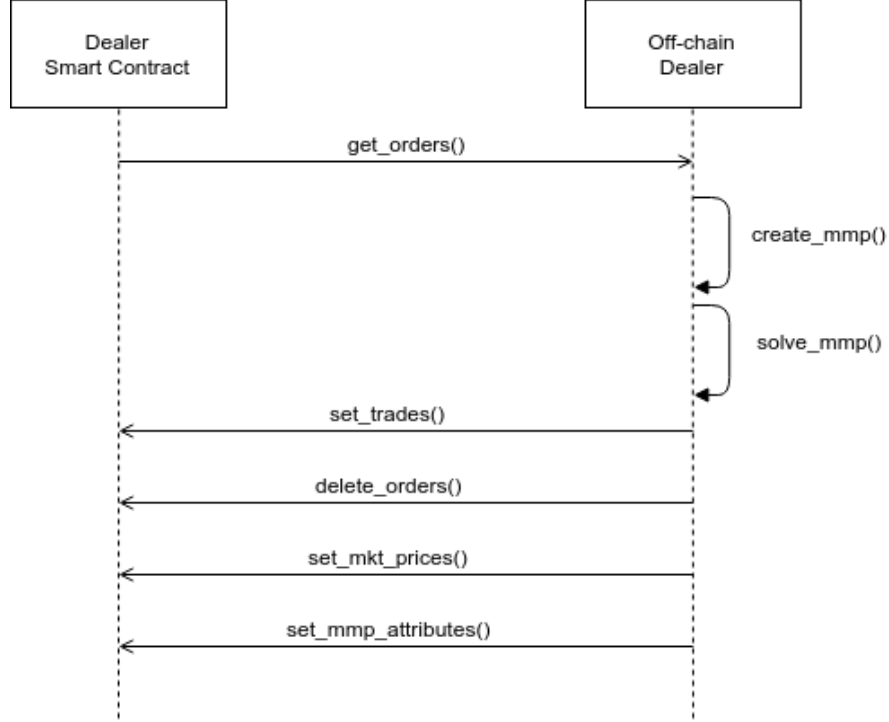 Dealer
Smart Contract
Off-chain
Dealer
get_orders()
create_mmp()
solve_mmp()
set_trades()
delete_orders()
set_mkt_prices()
set_mmp_attributes()